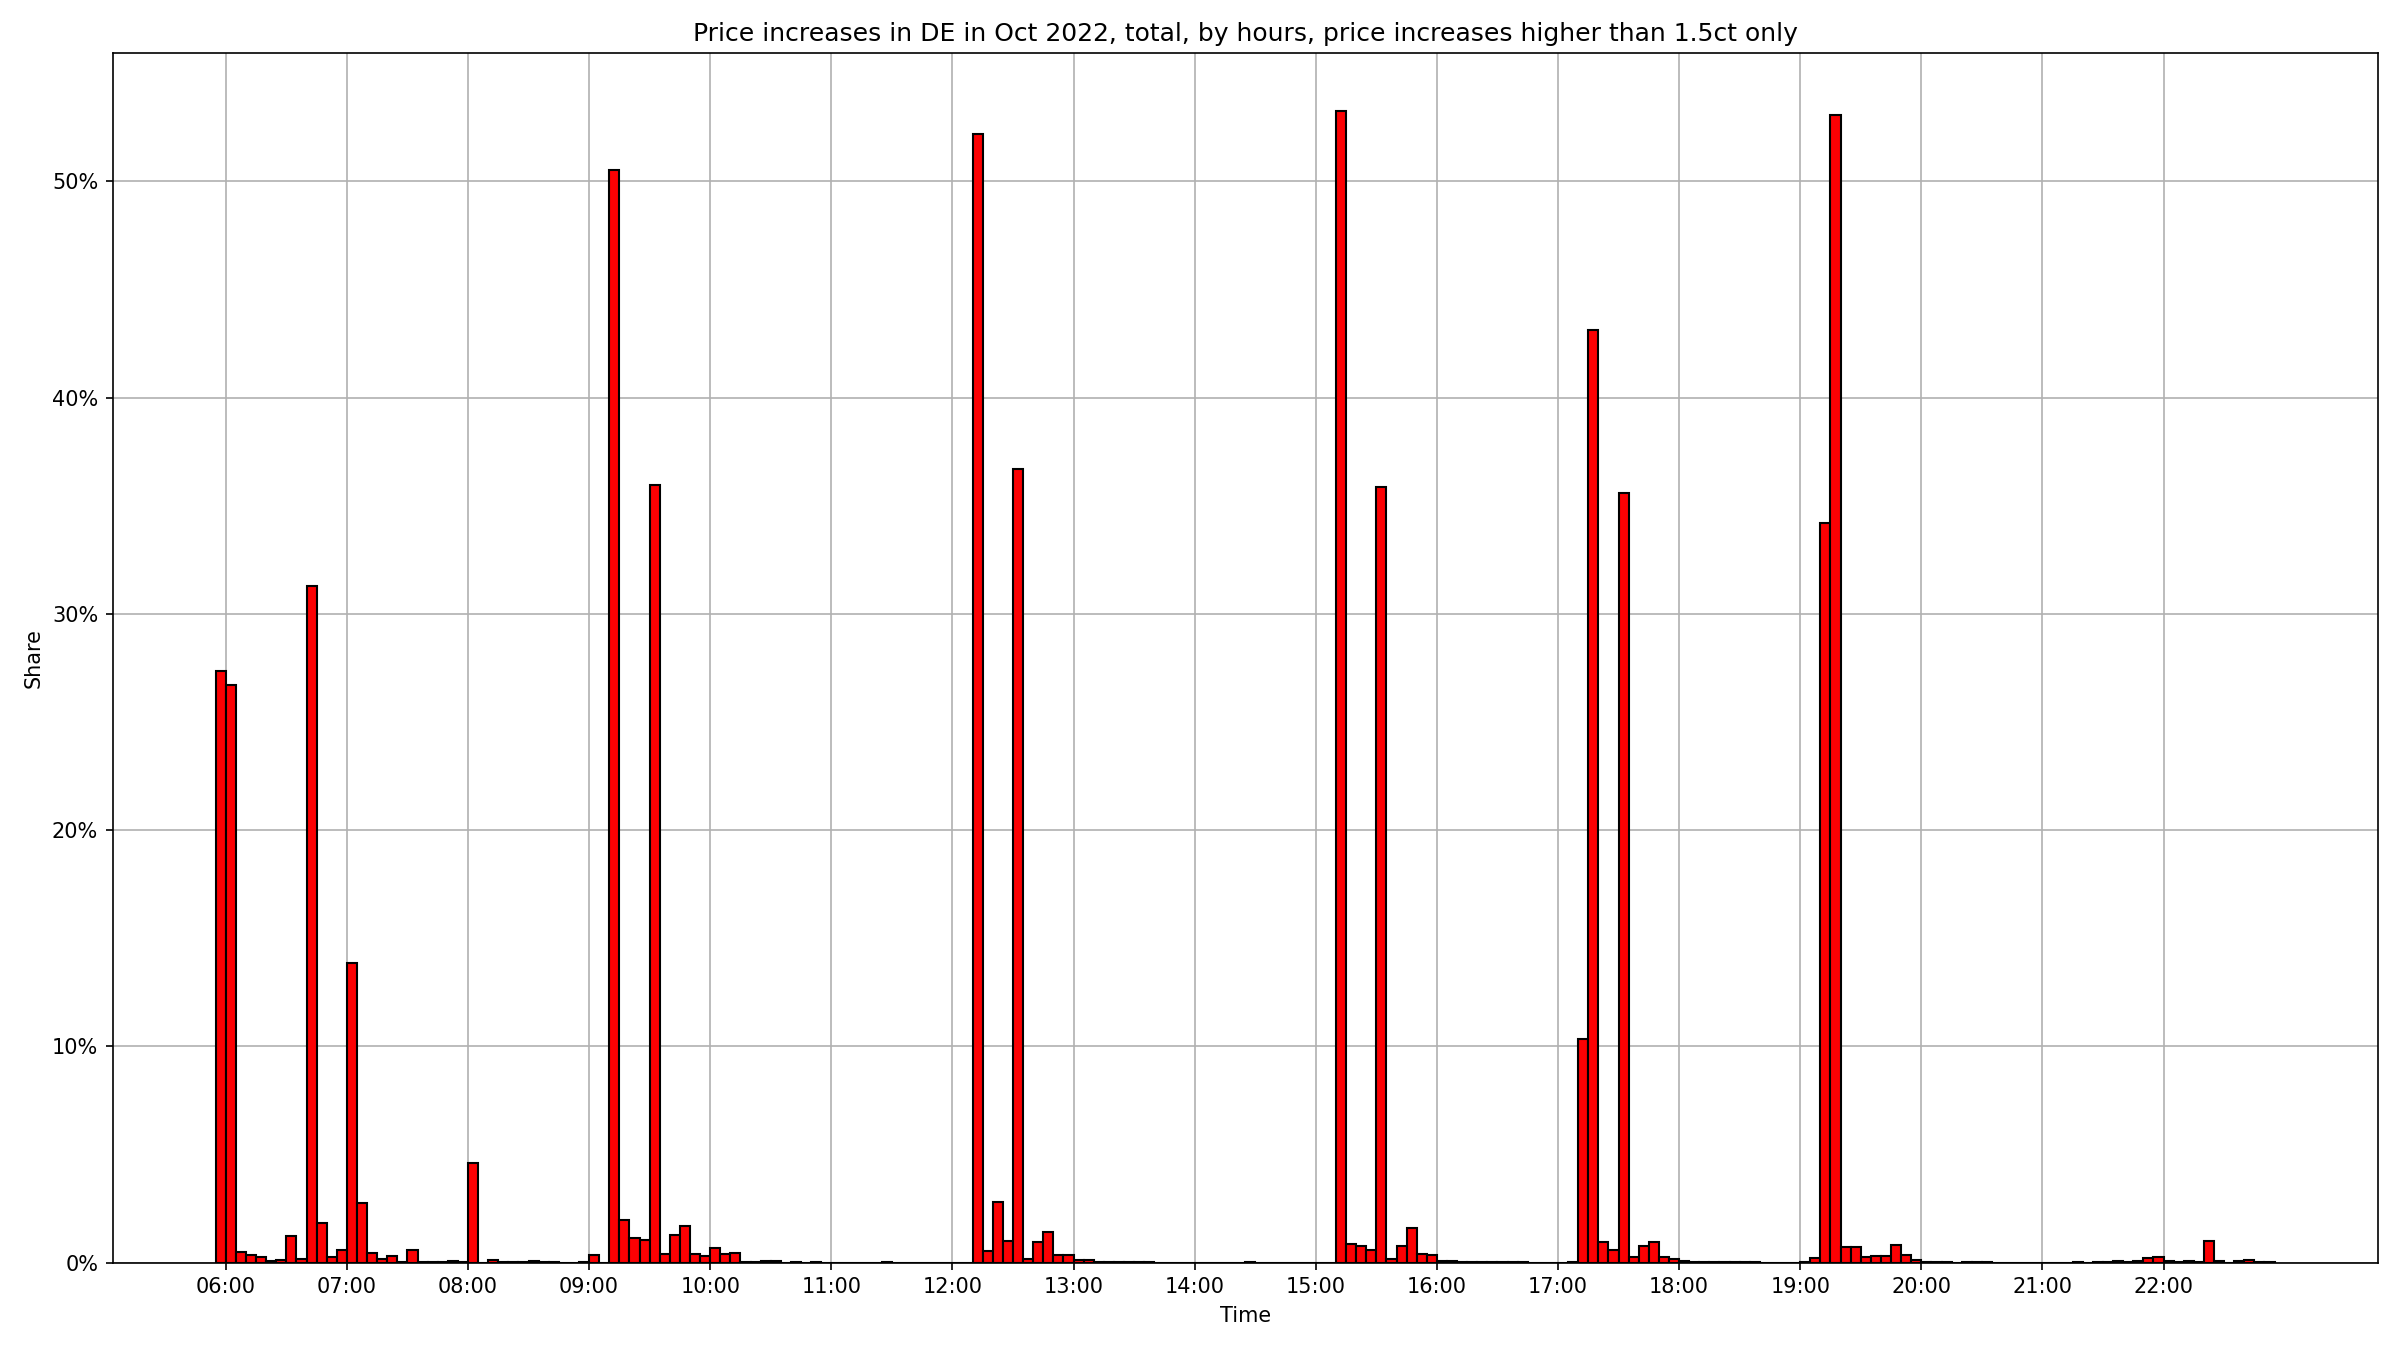 Price increases in DE in Oct 2022, total, by hours, price increases higher than 1.5ct only
50%
40%
30%
20%
10%
0%
Share
06:00 07:00 08:00 09:00 10:00 11:00 12:00 13:00 14:00 15:00 16:00 17:00 18:00 19:00 20:00 21:00 22:00
Time